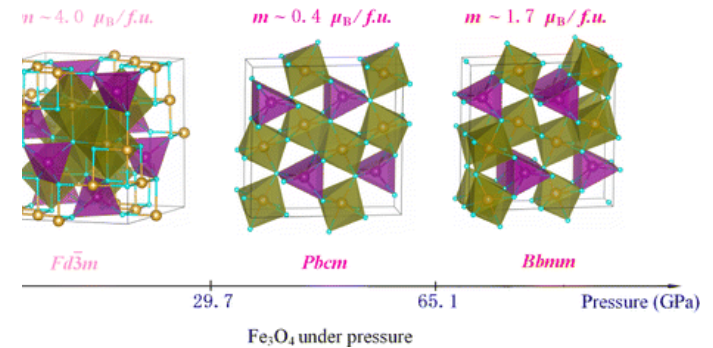 m ~ 4.0 μB/f.u. m ~ 0.4 μB/f.u. m ~ 1.7 μB/f.u.
Fd3̅m Pbcm Bbmm
29.7 65.1 Pressure (GPa)
Fe₃O₄ under pressure